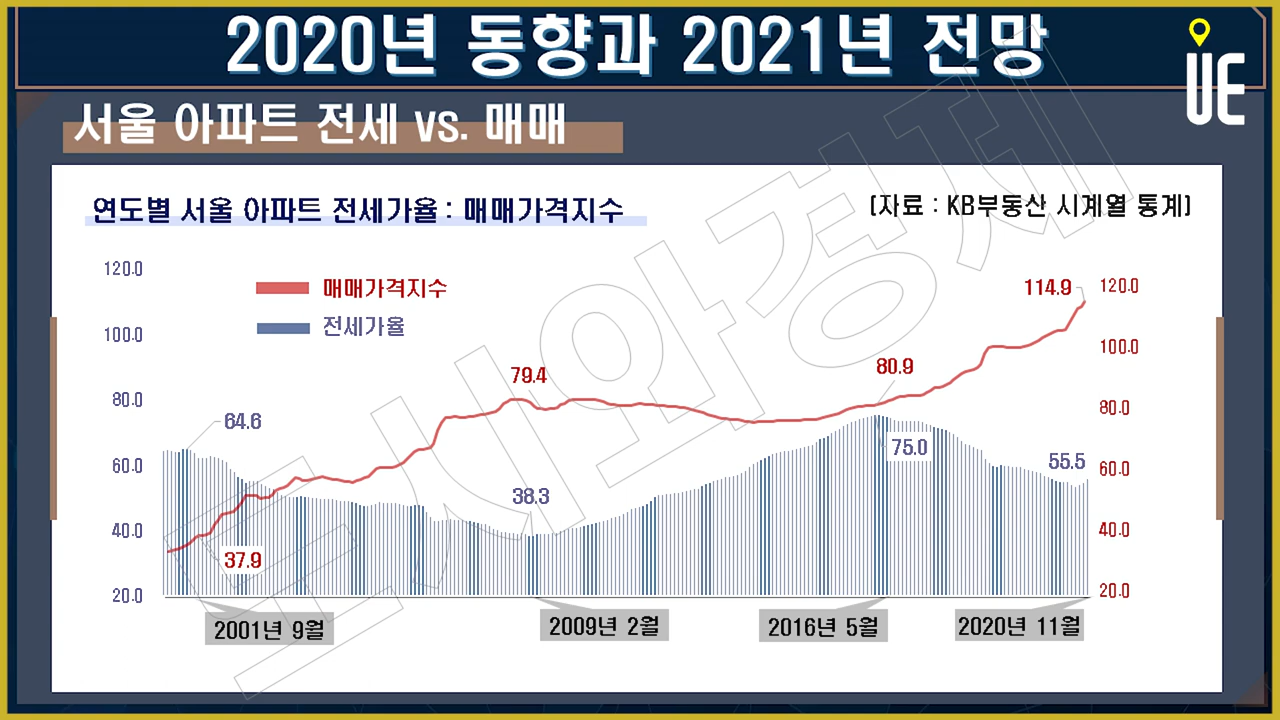 2020년 동향과 2021년 전망
UE
서울 아파트 전세 vs. 매매
연도별 서울 아파트 전세가율 : 매매가격지수
(자료 : KB부동산 시계열 통계)
120.0
100.0
80.0
60.0
40.0
20.0
매매가격지수
전세가율
64.6
37.9
79.4
38.3
80.9
75.0
114.9
55.5
120.0
100.0
80.0
60.0
40.0
20.0
2001년 9월
2009년 2월
2016년 5월
2020년 11월
도시와경제